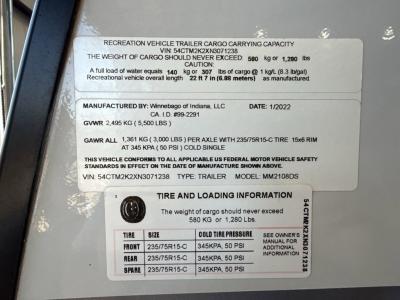 RECREATION VEHICLE TRAILER CARGO CARRYING CAPACITY
VIN: 54CTM2K2XN3071238
THE WEIGHT OF CARGO SHOULD NEVER EXCEED: 580 kg or 1,280 lbs
A full load of water equals 140 kg or 307 lbs of cargo @ 1 kg/L (8.3 lb/gal)
Recreational vehicle overall length 22 ft 7 in (6.88 meters) as manufactured.
MANUFACTURED BY: Winnebago of Indiana, LLC DATE: 1/2022
CA. I.D. #99-2291
GVWR 2,495 KG ( 5,500 LBS )
GAWR ALL 1,361 KG ( 3,000 LBS ) PER AXLE WITH 235/75R15-C TIRE 15x6 RIM
AT 345 KPA ( 50 PSI ) COLD SINGLE
THIS VEHICLE CONFORMS TO ALL APPLICABLE US FEDERAL MOTOR VEHICLE SAFETY
STANDARDS IN EFFECT ON THE DATE OF MANUFACTURE SHOWN ABOVE.
VIN: 54CTM2K2XN3071238 TYPE: TRAILER MODEL: MM2108DS
TIRE AND LOADING INFORMATION
The weight of cargo should never exceed
580 KG or 1,280 Lbs.
TIRE SIZE COLD TIRE PRESSURE
FRONT 235/75R15-C 345KPA, 50 PSI
REAR 235/75R15-C 345KPA, 50 PSI
SPARE 235/75R15-C 345KPA, 50 PSI
SEE OWNER'S
MANUAL FOR
ADDITIONAL
INFORMATION
54CTM2K2XN3071238